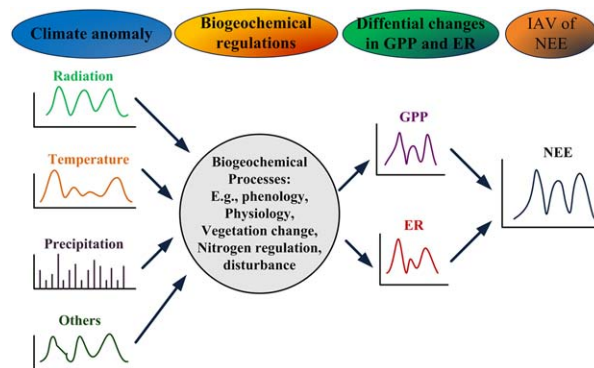 Climate anomaly
Biogeochemical
regulations
Diffential changes
in GPP and ER
IAV of
NEE
Radiation
Temperature
Precipitation
Others
Biogeochemical
Processes:
E.g., phenology,
Physiology,
Vegetation change,
Nitrogen regulation,
disturbance
GPP
ER
NEE